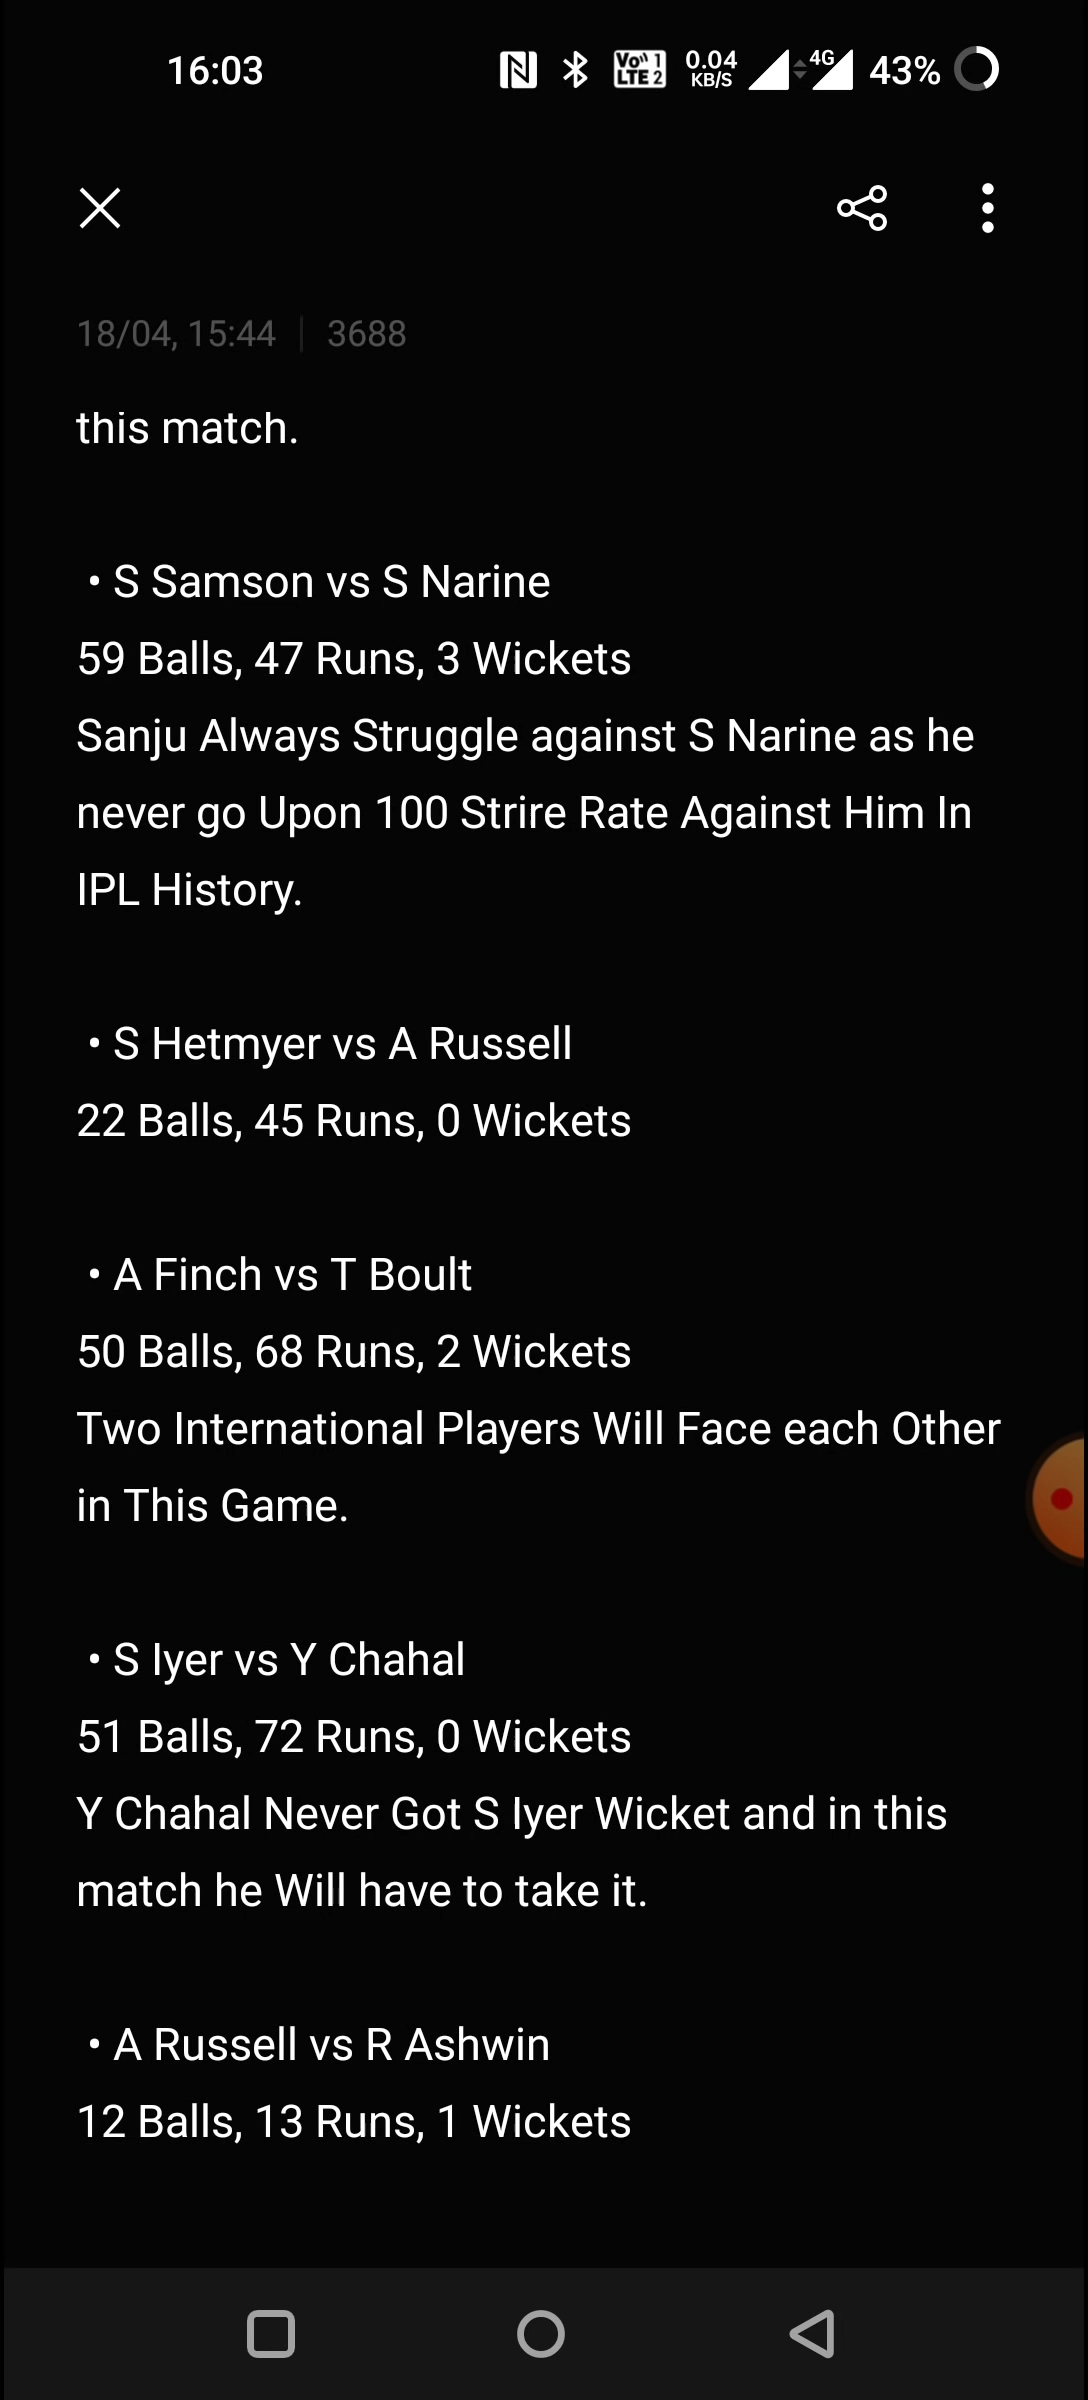 16:03
Vo)) 1
LTE 2
0.04
KB/S
4G
43%
18/04, 15:44 | 3688
this match.
• S Samson vs S Narine
59 Balls, 47 Runs, 3 Wickets
Sanju Always Struggle against S Narine as he
never go Upon 100 Strire Rate Against Him In
IPL History.
• S Hetmyer vs A Russell
22 Balls, 45 Runs, 0 Wickets
• A Finch vs T Boult
50 Balls, 68 Runs, 2 Wickets
Two International Players Will Face each Other
in This Game.
• S Iyer vs Y Chahal
51 Balls, 72 Runs, 0 Wickets
Y Chahal Never Got S Iyer Wicket and in this
match he Will have to take it.
• A Russell vs R Ashwin
12 Balls, 13 Runs, 1 Wickets